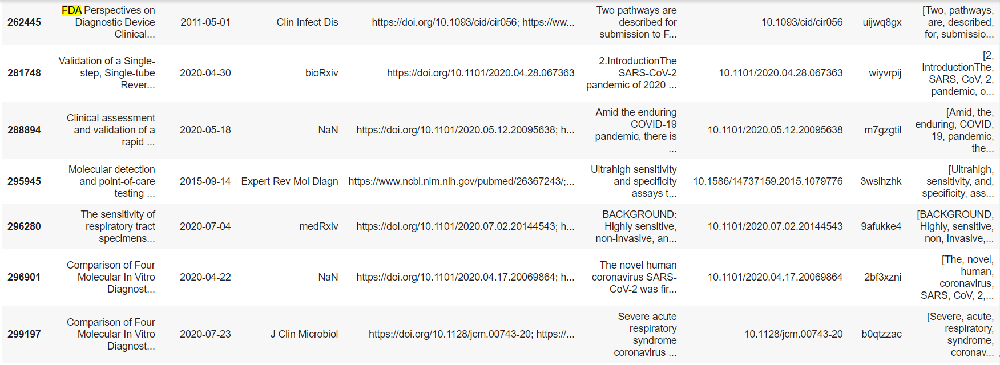 262445
FDA Perspectives on
Diagnostic Device
Clinical...
2011-05-01
Clin Infect Dis
https://doi.org/10.1093/cid/cir056; https://ww...
Two pathways are
described for
submission to F...
10.1093/cid/cir056
uijwq8gx
[Two, pathways,
are, described,
for, submissio...
281748
Validation of a Single-
step, Single-tube
Rever...
2020-04-30
bioRxiv
https://doi.org/10.1101/2020.04.28.067363
2.IntroductionThe
SARS-CoV-2
pandemic of 2020 ...
10.1101/2020.04.28.067363
wiyvrpij
[2,
IntroductionThe,
SARS, CoV, 2,
pandemic, o...
288894
Clinical assessment
and validation of a
rapid ...
2020-05-18
NaN
https://doi.org/10.1101/2020.05.12.20095638; h...
Amid the enduring
COVID-19
pandemic, there is
...
10.1101/2020.05.12.20095638
m7gzgtil
[Amid, the,
enduring, COVID,
19, pandemic,
the...
295945
Molecular detection
and point-of-care
testing ...
2015-09-14
Expert Rev Mol Diagn
https://www.ncbi.nlm.nih.gov/pubmed/26367243/;...
Ultrahigh sensitivity
and specificity
assays t...
10.1586/14737159.2015.1079776
3wsihzhk
[Ultrahigh,
sensitivity, and,
specificity, ass...
296280
The sensitivity of
respiratory tract
specimens...
2020-07-04
medRxiv
https://doi.org/10.1101/2020.07.02.20144543; h...
BACKGROUND:
Highly sensitive,
non-invasive, an...
10.1101/2020.07.02.20144543
9afukke4
[BACKGROUND,
Highly, sensitive,
non, invasive,...
296901
Comparison of Four
Molecular In Vitro
Diagnost...
2020-04-22
NaN
https://doi.org/10.1101/2020.04.17.20069864; h...
The novel human
coronavirus SARS-
CoV-2 was fir...
10.1101/2020.04.17.20069864
2bf3xzni
[The, novel,
human,
coronavirus,
SARS, CoV, 2,...
299197
Comparison of Four
Molecular In Vitro
Diagnost...
2020-07-23
J Clin Microbiol
https://doi.org/10.1128/jcm.00743-20; https://...
Severe acute
respiratory
syndrome
coronavirus ...
10.1128/jcm.00743-20
b0qtzzac
[Severe, acute,
respiratory,
syndrome,
coronav...